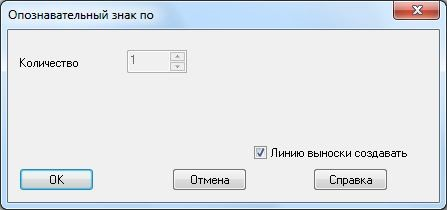 Опознавательный знак по
Количество
1
Линию выноски создавать
OK
Отмена
Справка